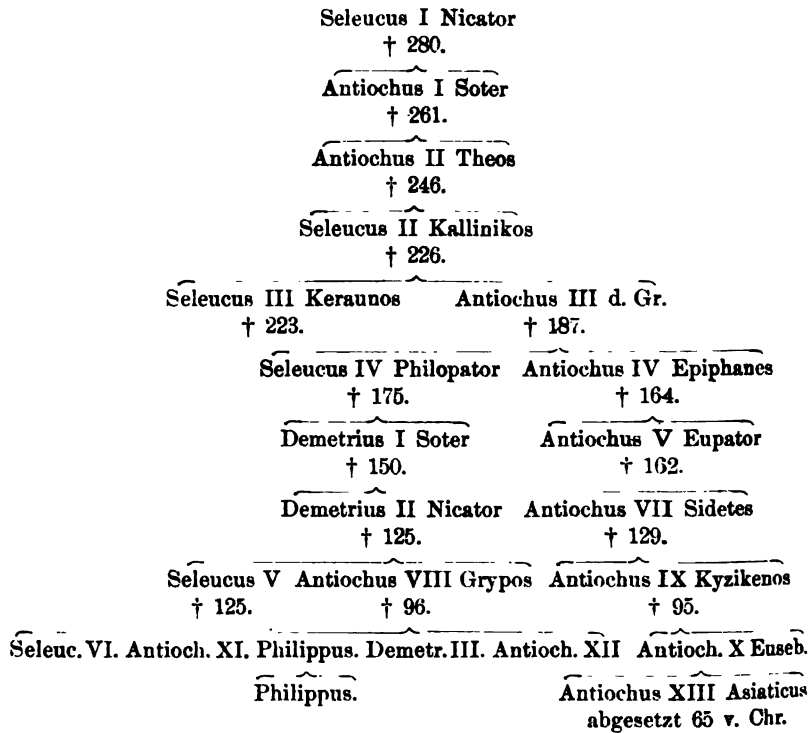 Seleucus I Nicator
† 280.
Antiochus I Soter
† 261.
Antiochus II Theos
† 246.
Seleucus II Kallinikos
† 226.
Seleucus III Keraunos Antiochus III d. Gr.
† 223. † 187.
Seleucus IV Philopator Antiochus IV Epiphanes
† 175. † 164.
Demetrius I Soter Antiochus V Eupator
† 150. † 162.
Demetrius II Nicator Antiochus VII Sidetes
† 125. † 129.
Seleucus V Antiochus VIII Grypos Antiochus IX Kyzikenos
† 125. † 96. † 95.
Seleuc. VI. Antioch. XI. Philippus. Demetr. III. Antioch. XII Antioch. X Euseb.
Philippus. Antiochus XIII Asiaticus
abgesetzt 65 v. Chr.